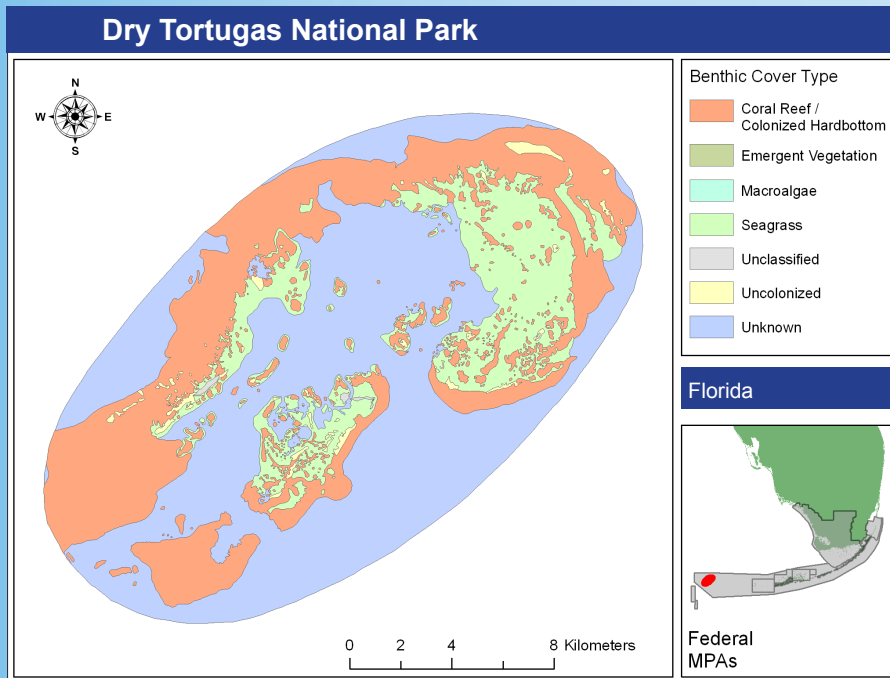 Dry Tortugas National Park
N
W
E
S
0 2 4 8 Kilometers
Benthic Cover Type
Coral Reef /
Colonized Hardbottom
Emergent Vegetation
Macroalgae
Seagrass
Unclassified
Uncolonized
Unknown
Florida
Federal
MPAs